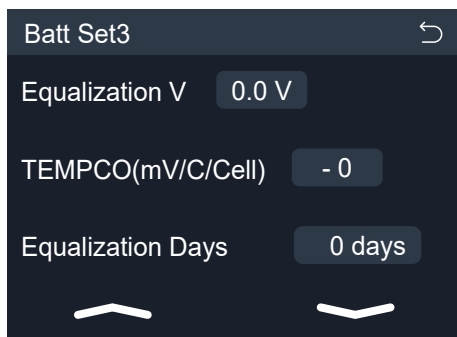 Batt Set3
Equalization V 0.0 V
TEMPCO(mV/C/Cell) - 0
Equalization Days 0 days